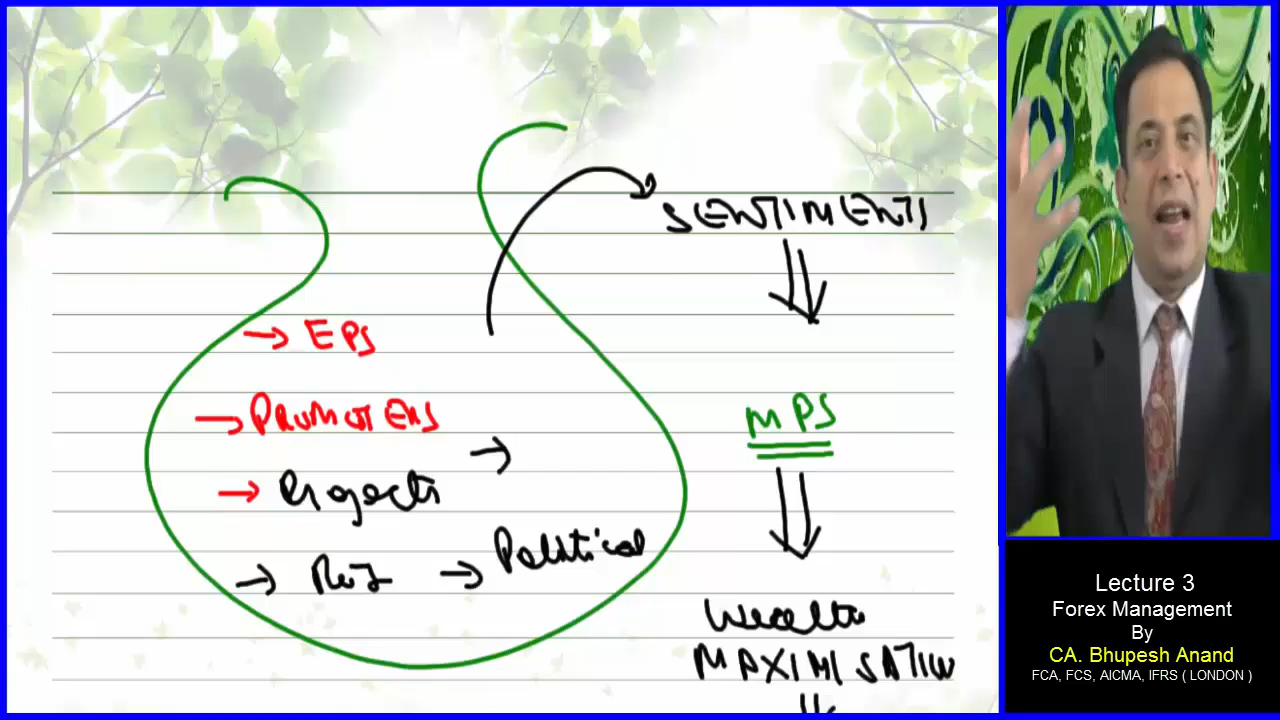 SENTIMENTS
→ EPS
→ PROMOTERS
→ Projects
→
→ ROI → Political
MPS
Wealth
MAXIMISATION
Lecture 3
Forex Management
By
CA. Bhupesh Anand
FCA, FCS, AICMA, IFRS ( LONDON )